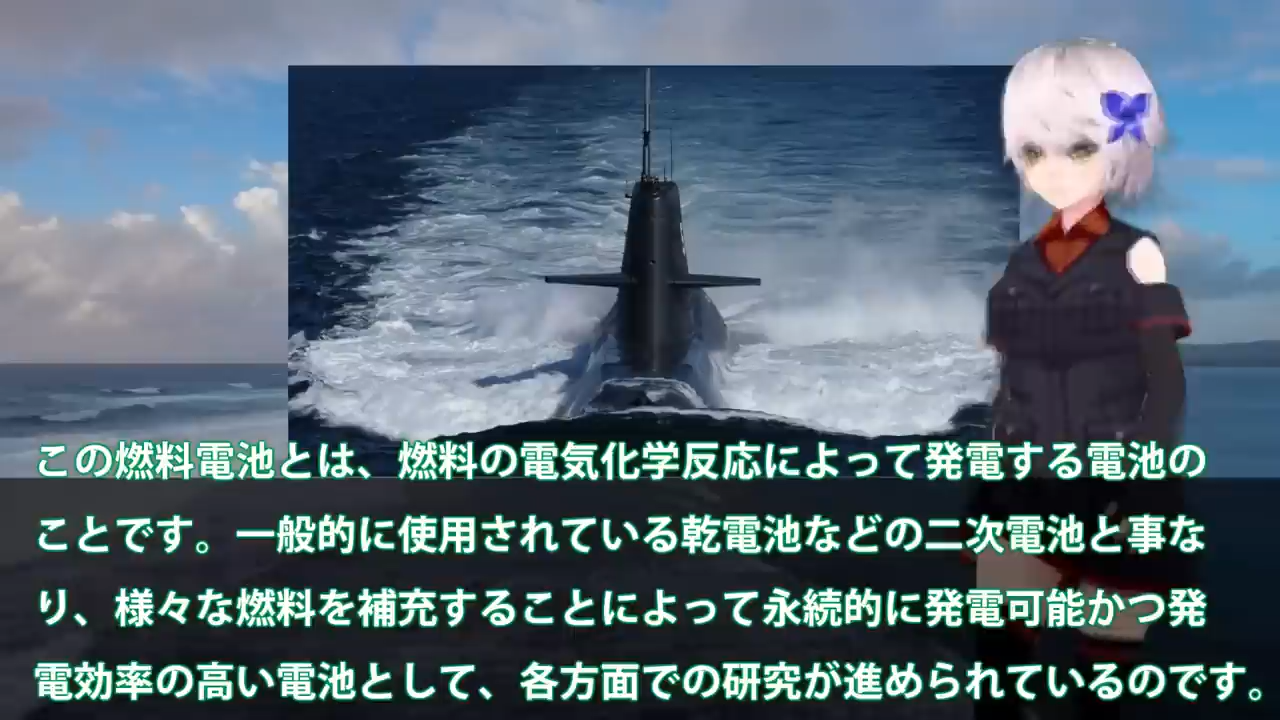 この燃料電池とは、燃料の電気化学反応によって発電する電池の
ことです。一般的に使用されている乾電池などの二次電池と事な
り、様々な燃料を補充することによって永続的に発電可能かつ発
電効率の高い電池として、各方面での研究が進められているのです。